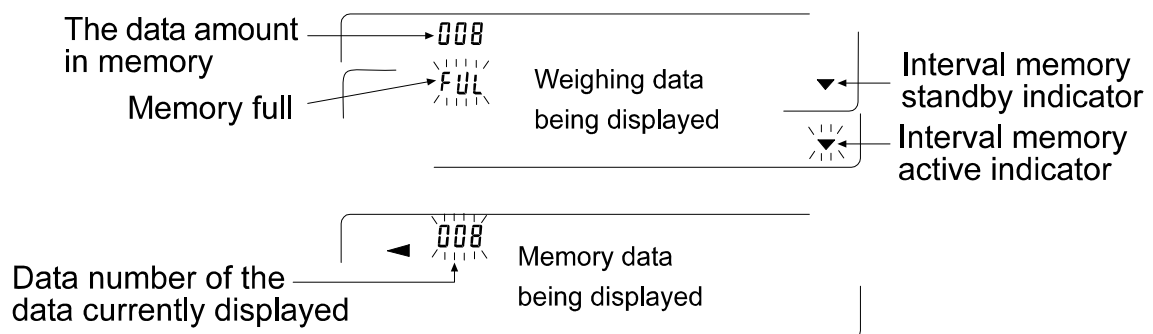 The data amount
in memory
008
FUL
Memory full
Weighing data
being displayed
Interval memory
standby indicator
Interval memory
active indicator
008
Memory data
being displayed
Data number of the
data currently displayed